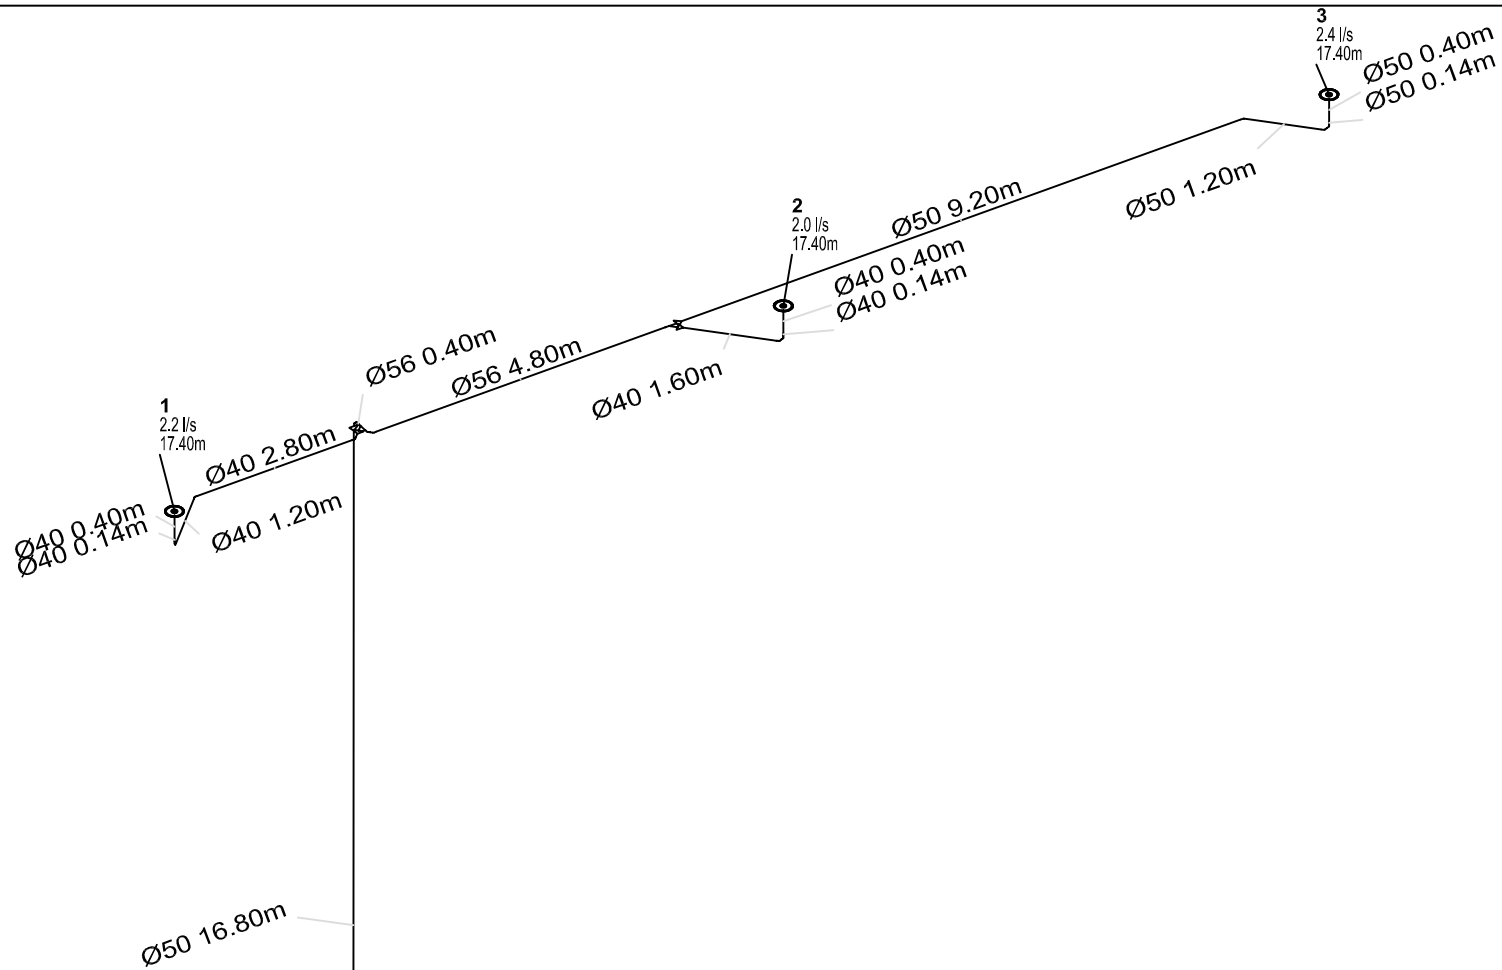 3
2.4 l/s
17.40m
Ø50 0.40m
Ø50 0.14m
Ø50 1.20m
Ø50 9.20m
2
2.0 l/s
17.40m
Ø40 0.40m
Ø40 0.14m
Ø56 0.40m
Ø56 4.80m
Ø40 1.60m
1
2.2 l/s
17.40m
Ø40 2.80m
Ø40 0.40m
Ø40 0.14m
Ø40 1.20m
Ø50 16.80m